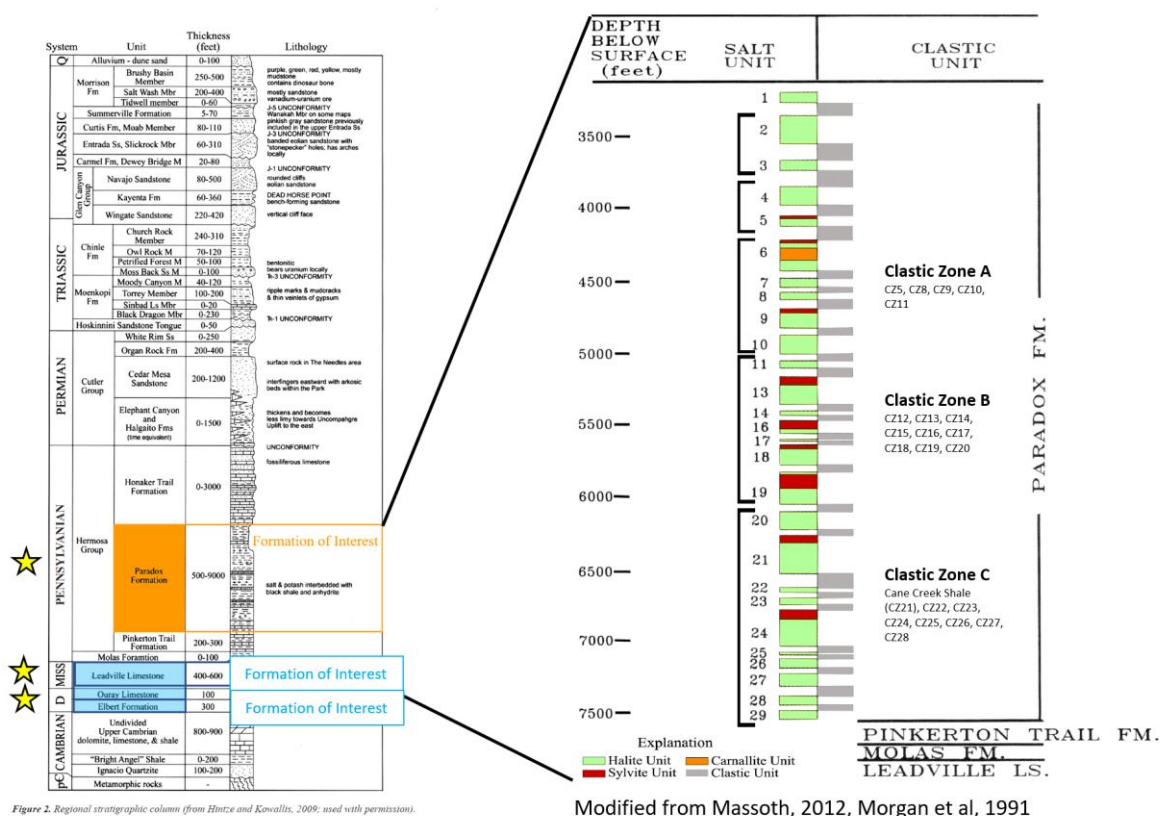 System Unit Thickness (feet) Lithology
Q Alluvium - dune sand 0-100
JURASSIC
Morrison Fm
Brushy Basin Member 250-500 purple, green, red, yellow, mostly mudstone contains dinosaur bone
Salt Wash Mbr 200-400 mostly sandstone vanadium-uranium ore
Tidwell member 0-60
J-5 UNCONFORMITY
Summerville Formation 5-70 Wanakah Mbr on some maps
Curtis Fm, Moab Member 80-110 pinkish gray sandstone previously included in the upper Entrada Ss
J-3 UNCONFORMITY
Entrada Ss, Slickrock Mbr 60-310 banded eolian sandstone with "stonepecker" holes; has arches locally
Carmel Fm, Dewey Bridge M 20-80
J-1 UNCONFORMITY
Glen Canyon Group
Navajo Sandstone 80-500 rounded cliffs eolian sandstone
Kayenta Fm 60-360 DEAD HORSE POINT bench-forming sandstone
Wingate Sandstone 220-420 vertical cliff face
TRIASSIC
Chinle Fm
Church Rock Member 240-310
Owl Rock M 70-120
Petrified Forest M 50-100 bentonitic
Moss Back Ss M 0-100 bears uranium locally
Tr-3 UNCONFORMITY
Moenkopi Fm
Moody Canyon M 40-120
Torrey Member 100-200 ripple marks & mudcracks & thin veinlets of gypsum
Sinbad Ls Mbr 0-20
Black Dragon Mbr 0-230
Tr-1 UNCONFORMITY
Hoskinnini Sandstone Tongue 0-50
PERMIAN
Cutler Group
White Rim Ss 0-250
Organ Rock Fm 200-400
surface rock in The Needles area
Cedar Mesa Sandstone 200-1200 interfingers eastward with arkosic beds within the Park
Elephant Canyon and Halgaito Fms (time equivalent) 0-1500 thickens and becomes less limy towards Uncompahgre Uplift to the east
UNCONFORMITY
PENNSYLVANIAN
Hermosa Group
fossiliferous limestone
Honaker Trail Formation 0-3000
Formation of Interest
Paradox Formation 500-9000 salt & potash interbedded with black shale and anhydrite
Pinkerton Trail Formation 200-300
Molas Foramtion 0-100
MISS Leadville Limestone 400-600 Formation of Interest
D Ouray Limestone 100
Elbert Formation 300 Formation of Interest
CAMBRIAN
Undivided Upper Cambrian dolomite, limestone, & shale 800-900
"Bright Angel" Shale 0-200
Ignacio Quartzite 100-200
pЄ Metamorphic rocks -
Figure 2. Regional stratigraphic column (from Hintze and Kowallis, 2009; used with permission).
DEPTH BELOW SURFACE (feet)
SALT UNIT
CLASTIC UNIT
1
3500
2
3
4
4000
5
6
4500
7
8
9
10
5000
11
13
14
5500
16
17
18
6000
19
20
6500
21
22
23
7000
24
25
26
27
28
7500
29
Clastic Zone A
CZ5, CZ8, CZ9, CZ10,
CZ11
Clastic Zone B
CZ12, CZ13, CZ14,
CZ15, CZ16, CZ17,
CZ18, CZ19, CZ20
Clastic Zone C
Cane Creek Shale
(CZ21), CZ22, CZ23,
CZ24, CZ25, CZ26, CZ27,
CZ28
PARADOX FM.
PINKERTON TRAIL FM.
MOLAS FM.
LEADVILLE LS.
Explanation
Halite Unit Carnallite Unit
Sylvite Unit Clastic Unit
Modified from Massoth, 2012, Morgan et al, 1991